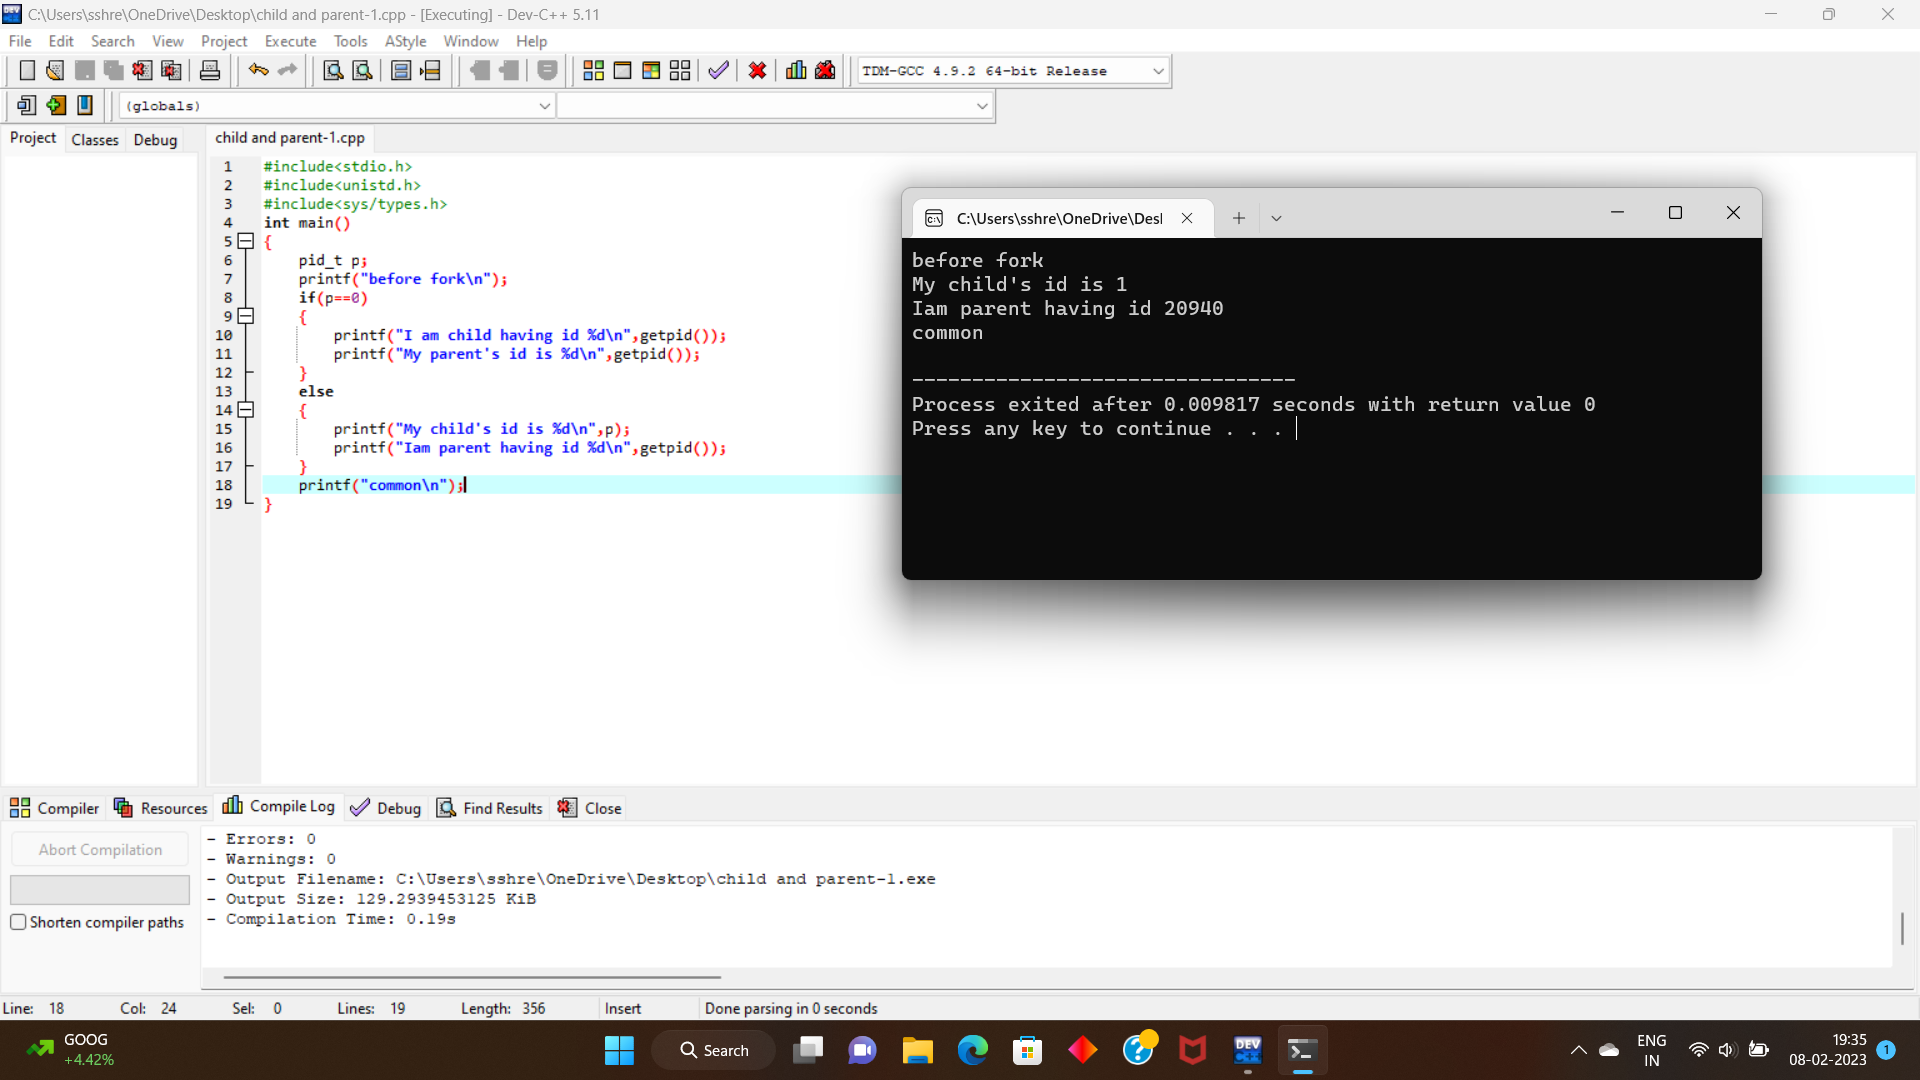 C:\Users\sshre\OneDrive\Desktop\child and parent-1.cpp - [Executing] - Dev-C++ 5.11
File Edit Search View Project Execute Tools AStyle Window Help
TDM-GCC 4.9.2 64-bit Release
(globals)
Project Classes Debug
child and parent-1.cpp
1 #include<stdio.h>
2 #include<unistd.h>
3 #include<sys/types.h>
4 int main()
5 {
6 pid_t p;
7 printf("before fork\n");
8 if(p==0)
9 {
10 printf("I am child having id %d\n",getpid());
11 printf("My parent's id is %d\n",getpid());
12 }
13 else
14 {
15 printf("My child's id is %d\n",p);
16 printf("Iam parent having id %d\n",getpid());
17 }
18 printf("common\n");
19 }
C:\Users\sshre\OneDrive\Des
before fork
My child's id is 1
Iam parent having id 20940
common
--------------------------------
Process exited after 0.009817 seconds with return value 0
Press any key to continue . . .
Compiler Resources Compile Log Debug Find Results Close
Abort Compilation
Shorten compiler paths
- Errors: 0
- Warnings: 0
- Output Filename: C:\Users\sshre\OneDrive\Desktop\child and parent-1.exe
- Output Size: 129.2939453125 KiB
- Compilation Time: 0.19s
Line: 18 Col: 24 Sel: 0 Lines: 19 Length: 356 Insert Done parsing in 0 seconds
GOOG
+4.42%
Search
DEV
C++
ENG
IN
19:35
08-02-2023
1